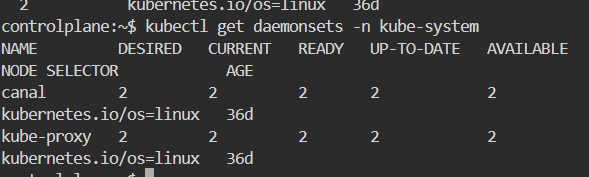 2 kubernetes.io/os=linux 36d
controlplane:~$ kubectl get daemonsets -n kube-system
NAME DESIRED CURRENT READY UP-TO-DATE AVAILABLE
NODE SELECTOR AGE
canal 2 2 2 2 2
kubernetes.io/os=linux 36d
kube-proxy 2 2 2 2 2
kubernetes.io/os=linux 36d
controlplane:~$